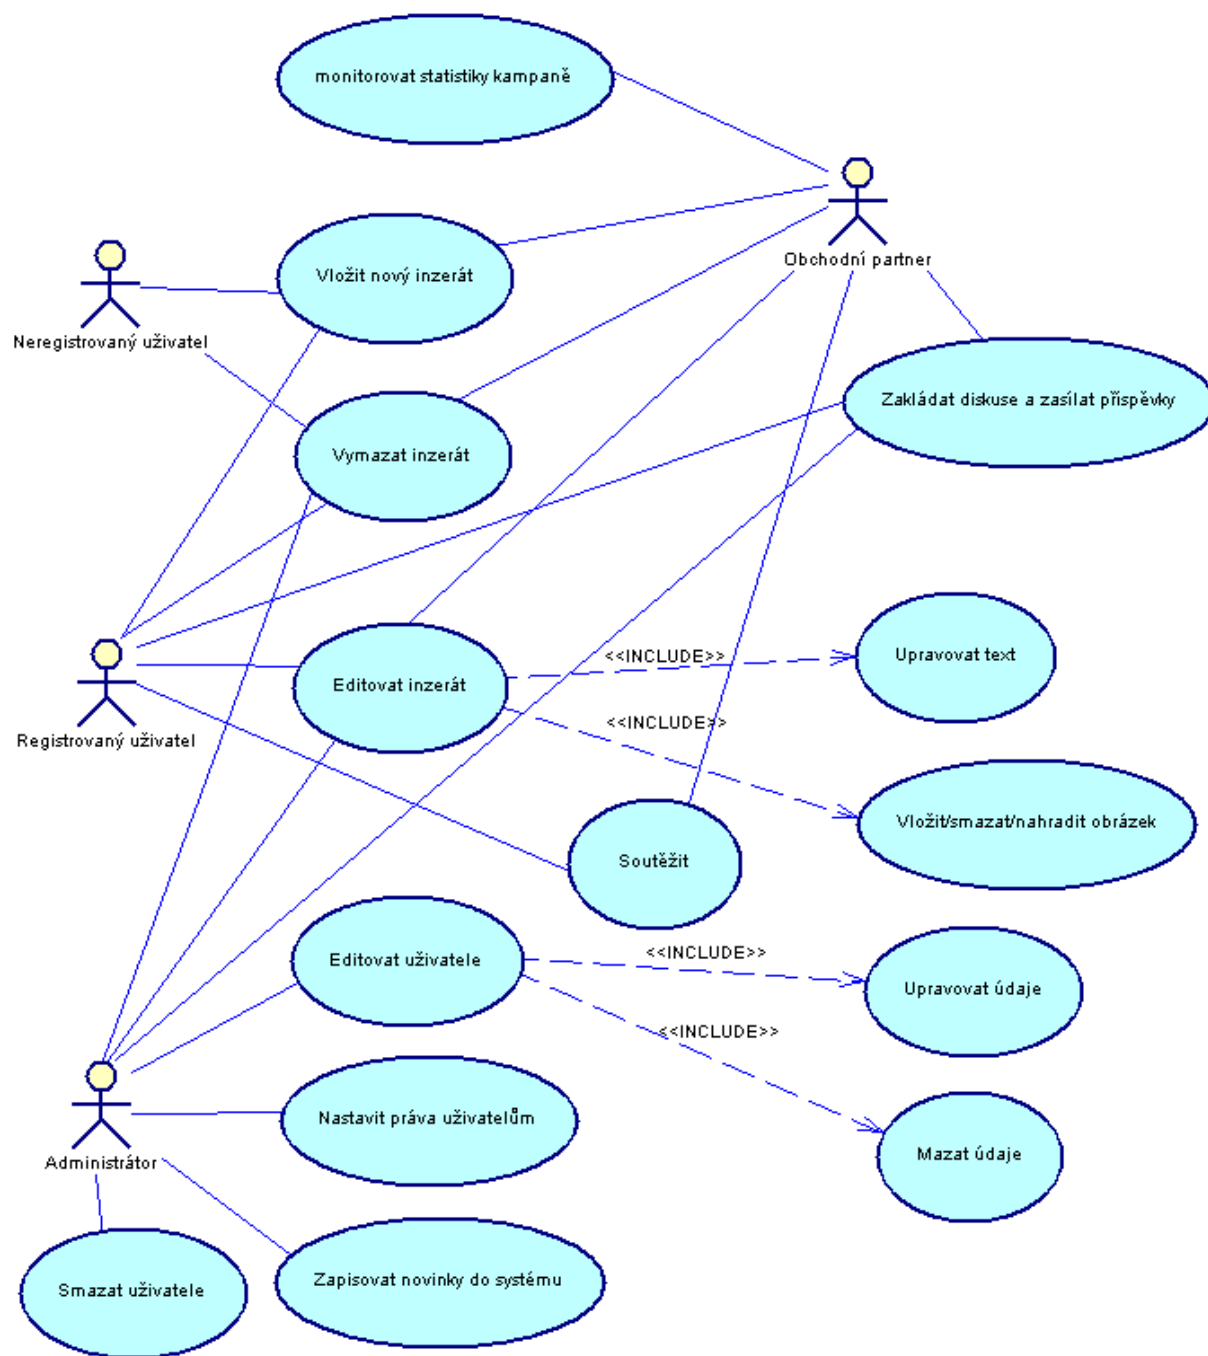 monitorovat statistiky kampaně
Obchodní partner
Vložit nový inzerát
Neregistrovaný uživatel
Zakládat diskuse a zasílat příspěvky
Vymazat inzerát
<<INCLUDE>>
Upravovat text
Editovat inzerát
<<INCLUDE>>
Registrovaný uživatel
Vložit/smazat/nahradit obrázek
Soutěžit
Editovat uživatele
<<INCLUDE>>
Upravovat údaje
<<INCLUDE>>
Nastavit práva uživatelům
Mazat údaje
Administrátor
Smazat uživatele
Zapisovat novinky do systému